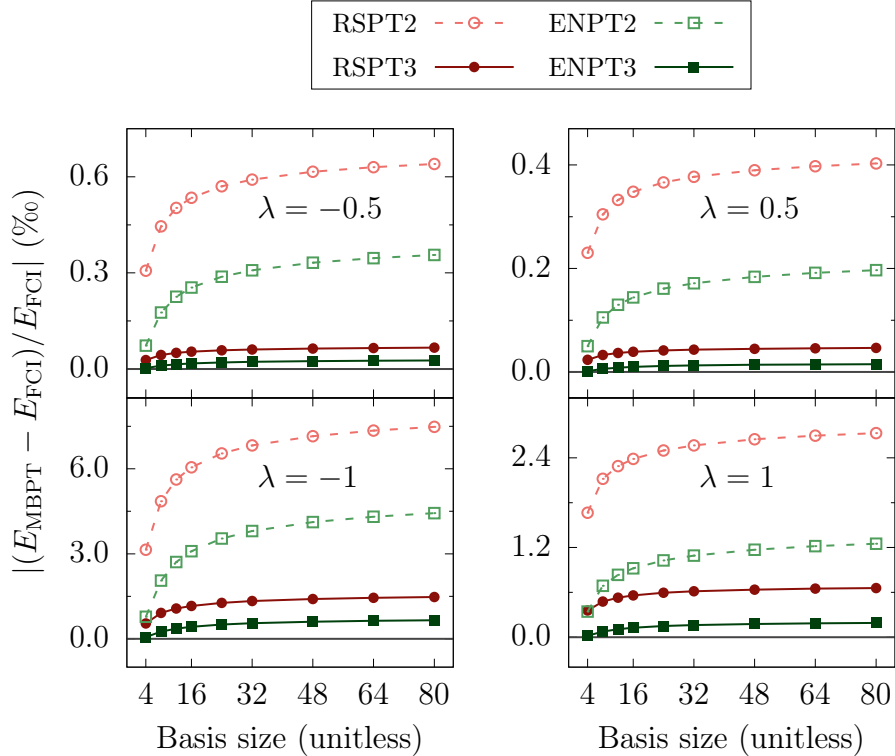 RSPT2 ENPT2
RSPT3 ENPT3
|(E_MBPT − E_FCI)/E_FCI| (‰)
0.6
0.3
0.0
λ = −0.5
0.4
0.2
0.0
λ = 0.5
6.0
3.0
0.0
λ = −1
4 16 32 48 64 80
Basis size (unitless)
2.4
1.2
0.0
λ = 1
4 16 32 48 64 80
Basis size (unitless)